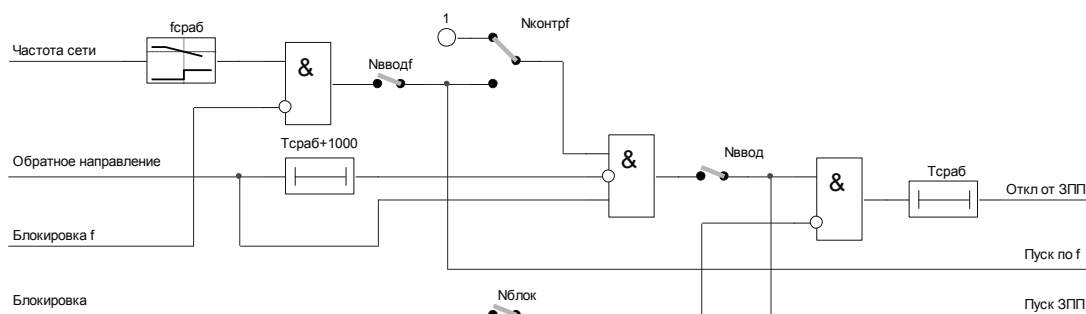 1
Nконтрf
fсраб
Частота сети
&
Nвводf
Tсраб+1000
Обратное направление
&
Nввод
&
Tсраб
Откл от ЗПП
Блокировка f
Пуск по f
Блокировка
Nблок
Пуск ЗПП